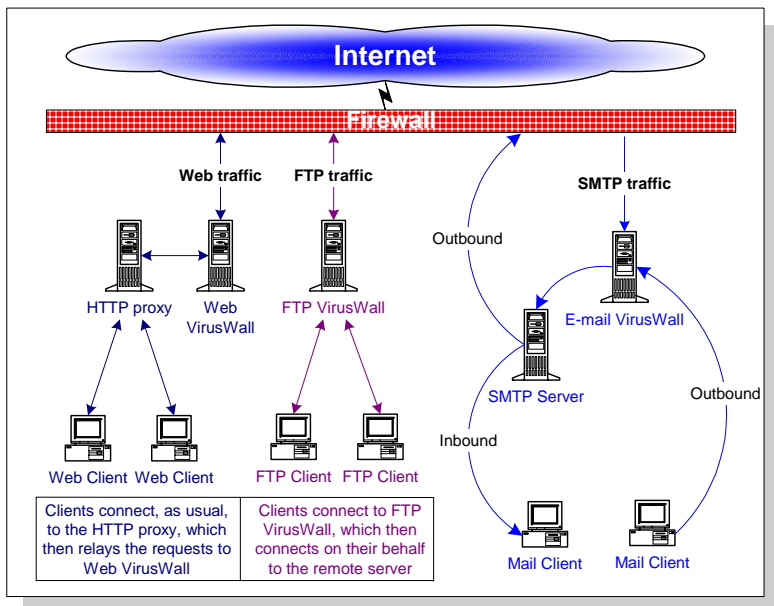 Internet
Firewall
Web traffic
FTP traffic
SMTP traffic
Outbound
HTTP proxy
Web
VirusWall
FTP VirusWall
E-mail VirusWall
SMTP Server
Outbound
Inbound
Web Client
Web Client
FTP Client
FTP Client
Mail Client
Mail Client
Clients connect, as usual,
to the HTTP proxy, which
then relays the requests to
Web VirusWall
Clients connect to FTP
VirusWall, which then
connects on their behalf
to the remote server